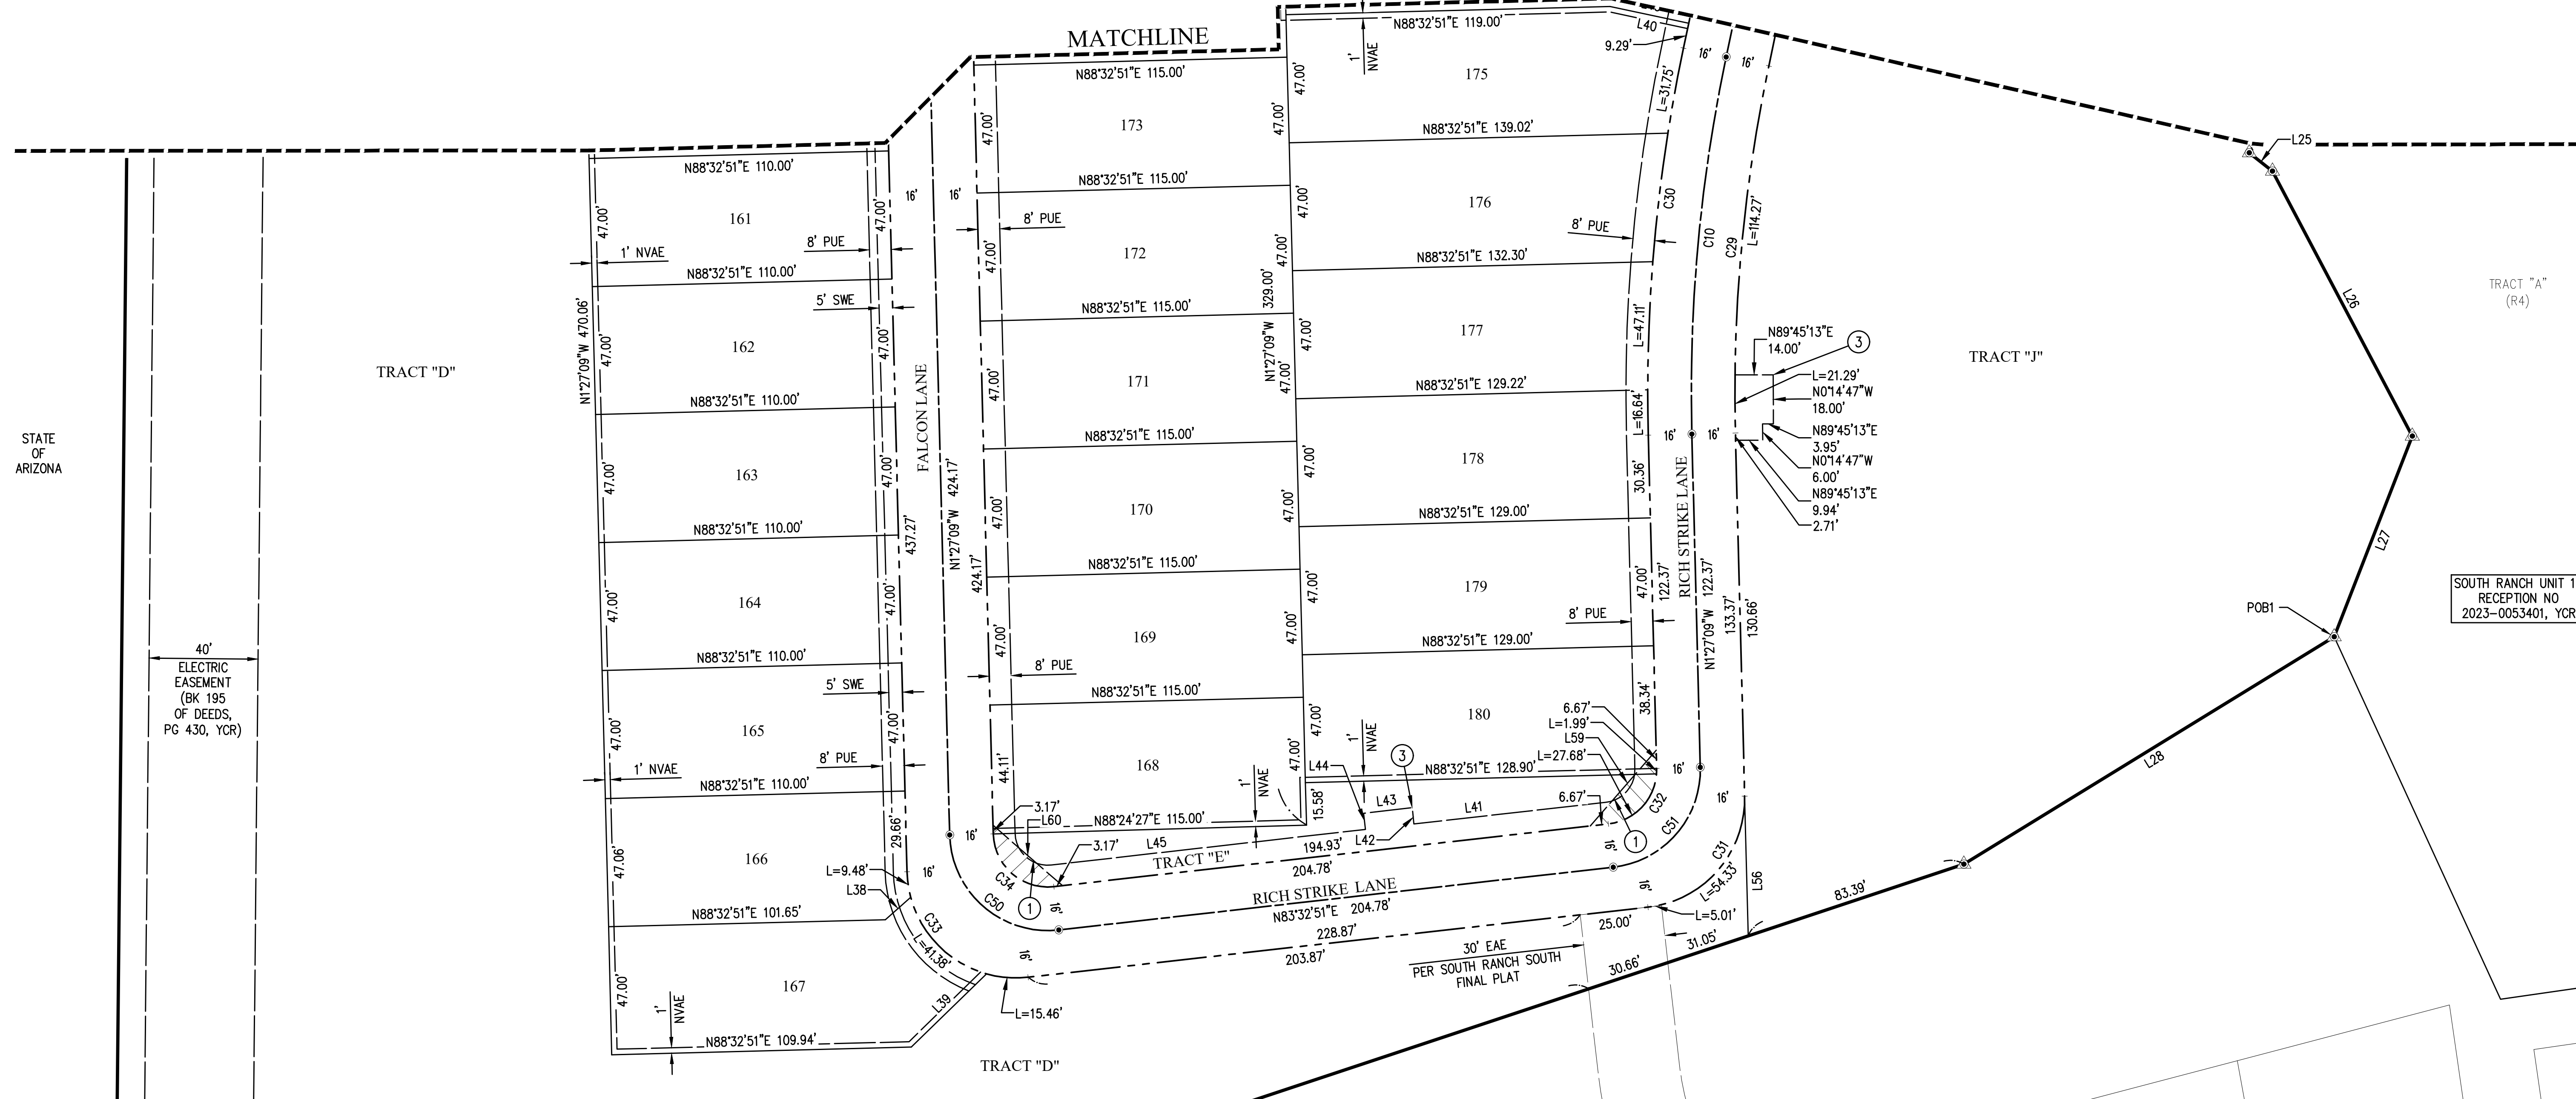 MATCHLINE
N88°32'51"E 119.00'
1'
NVAE
L40
9.29'
16'
16'
N88°32'51"E 115.00'
47.00'
47.00'
173
47.00'
175
L=31.75'
N88°32'51"E 139.02'
L25
N88°32'51"E 110.00'
47.00'
161
47.00'
8' PUE
1' NVAE
N88°32'51"E 110.00'
16'
16'
N88°32'51"E 115.00'
8' PUE
47.00'
172
47.00'
47.00'
176
8' PUE
C30
C10
C29
L=114.27'
N88°32'51"E 132.30'
5' SWE
N1°27'09"W 470.06'
47.00'
162
47.00'
N88°32'51"E 110.00'
N88°32'51"E 115.00'
N1°27'09"W 329.00'
47.00'
171
47.00'
47.00'
177
L=47.11'
N88°32'51"E 129.22'
TRACT "D"
TRACT "J"
TRACT "A"
(R4)
L26
N89°45'13"E
14.00'
3
L=21.29'
N0°14'47"W
18.00'
N89°45'13"E
3.95'
N0°14'47"W
6.00'
N89°45'13"E
9.94'
2.71'
STATE
OF
ARIZONA
FALCON LANE
N88°32'51"E 115.00'
47.00'
163
47.00'
437.27'
N1°27'09"W 424.17'
424.17'
N88°32'51"E 110.00'
47.00'
170
47.00'
47.00'
178
L=16.64'
30.36'
16'
16'
N88°32'51"E 129.00'
RICH STRIKE LANE
L27
N88°32'51"E 115.00'
47.00'
164
47.00'
N88°32'51"E 110.00'
47.00'
169
47.00'
47.00'
179
8' PUE
47.00'
122.37'
N1°27'09"W 122.37'
133.37'
130.66'
N88°32'51"E 129.00'
POB1
SOUTH RANCH UNIT 1
RECEPTION NO
2023-0053401, YCR
40'
ELECTRIC
EASEMENT
(BK 195
OF DEEDS,
PG 430, YCR)
5' SWE
8' PUE
N88°32'51"E 115.00'
47.00'
165
47.00'
8' PUE
1' NVAE
N88°32'51"E 110.00'
44.11'
168
47.00'
47.00'
1'
NVAE
180
38.34'
6.67'
L=1.99'
L59
L=27.68'
1'
NVAE
3
L44
N88°32'51"E 128.90'
16'
L28
47.06'
166
29.66'
L=9.48'
L38
N88°32'51"E 101.65'
16'
16'
3.17'
L60
N88°24'27"E 115.00'
15.58'
L43
L41
L42
6.67'
C32
C51
1
16'
16'
L45
3.17'
TRACT "E"
194.93'
204.78'
C34
C50
1
16'
RICH STRIKE LANE
N83°32'51"E 204.78'
C31
L=54.33'
L56
83.39'
16'
C33
L=41.38'
16'
228.87'
203.87'
25.00'
L=5.01'
31.05'
30.66'
30' EAE
PER SOUTH RANCH SOUTH
FINAL PLAT
47.00'
167
1'
NVAE
L39
L=15.46'
N88°32'51"E 109.94'
TRACT "D"